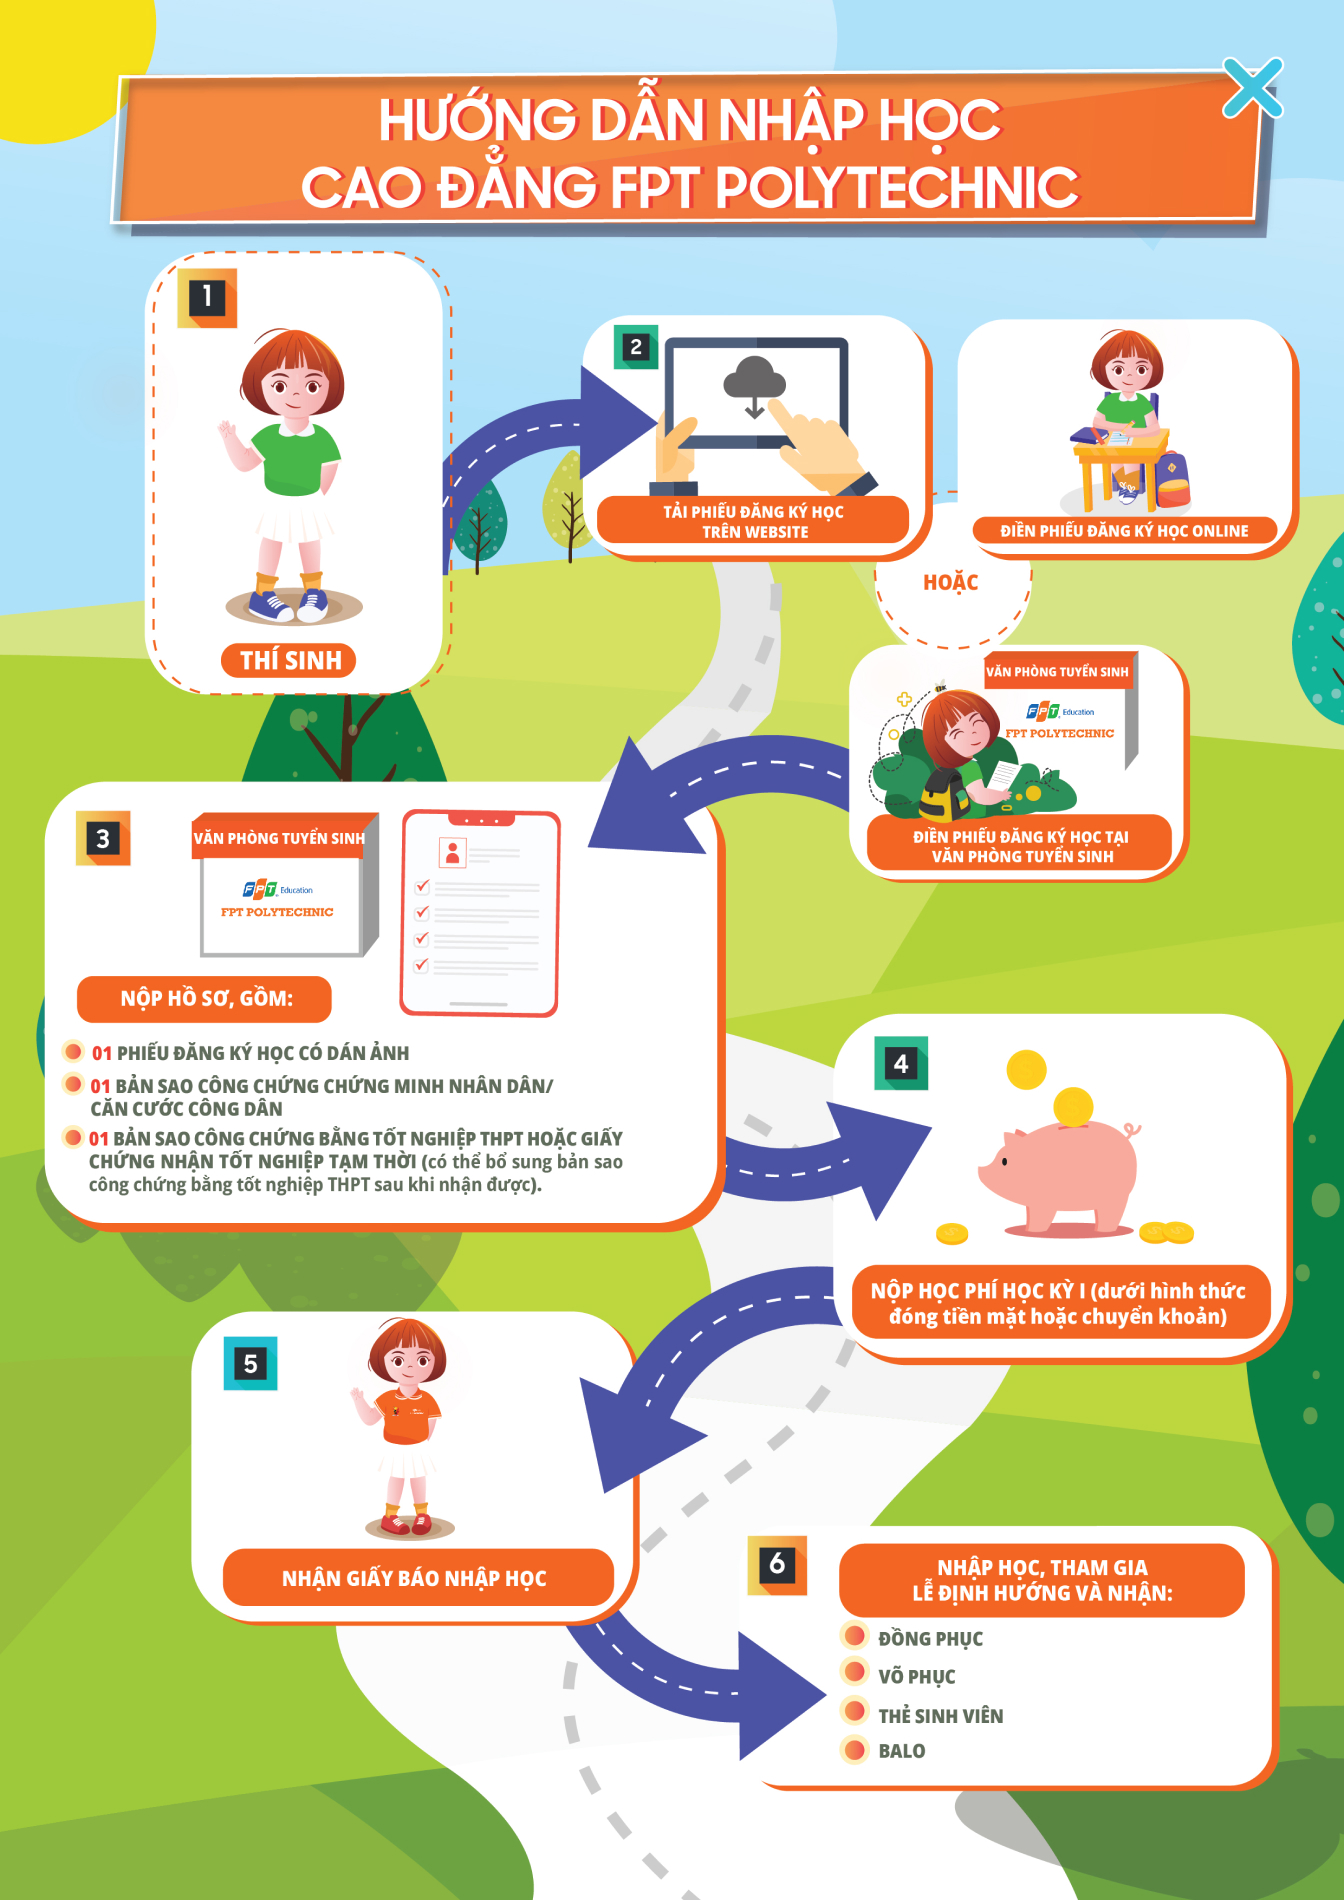 HƯỚNG DẪN NHẬP HỌC
CAO ĐẲNG FPT POLYTECHNIC
1
THÍ SINH
2
TẢI PHIẾU ĐĂNG KÝ HỌC
TRÊN WEBSITE
ĐIỀN PHIẾU ĐĂNG KÝ HỌC ONLINE
HOẶC
VĂN PHÒNG TUYỂN SINH
FPT Education
FPT POLYTECHNIC
ĐIỀN PHIẾU ĐĂNG KÝ HỌC TẠI
VĂN PHÒNG TUYỂN SINH
3
VĂN PHÒNG TUYỂN SINH
FPT Education
FPT POLYTECHNIC
NỘP HỒ SƠ, GỒM:
01 PHIẾU ĐĂNG KÝ HỌC CÓ DÁN ẢNH
01 BẢN SAO CÔNG CHỨNG CHỨNG MINH NHÂN DÂN/
CĂN CƯỚC CÔNG DÂN
01 BẢN SAO CÔNG CHỨNG BẰNG TỐT NGHIỆP THPT HOẶC GIẤY
CHỨNG NHẬN TỐT NGHIỆP TẠM THỜI (có thể bổ sung bản sao
công chứng bằng tốt nghiệp THPT sau khi nhận được).
4
NỘP HỌC PHÍ HỌC KỲ I (dưới hình thức
đóng tiền mặt hoặc chuyển khoản)
5
NHẬN GIẤY BÁO NHẬP HỌC
6
NHẬP HỌC, THAM GIA
LỄ ĐỊNH HƯỚNG VÀ NHẬN:
ĐỒNG PHỤC
VÕ PHỤC
THẺ SINH VIÊN
BALO